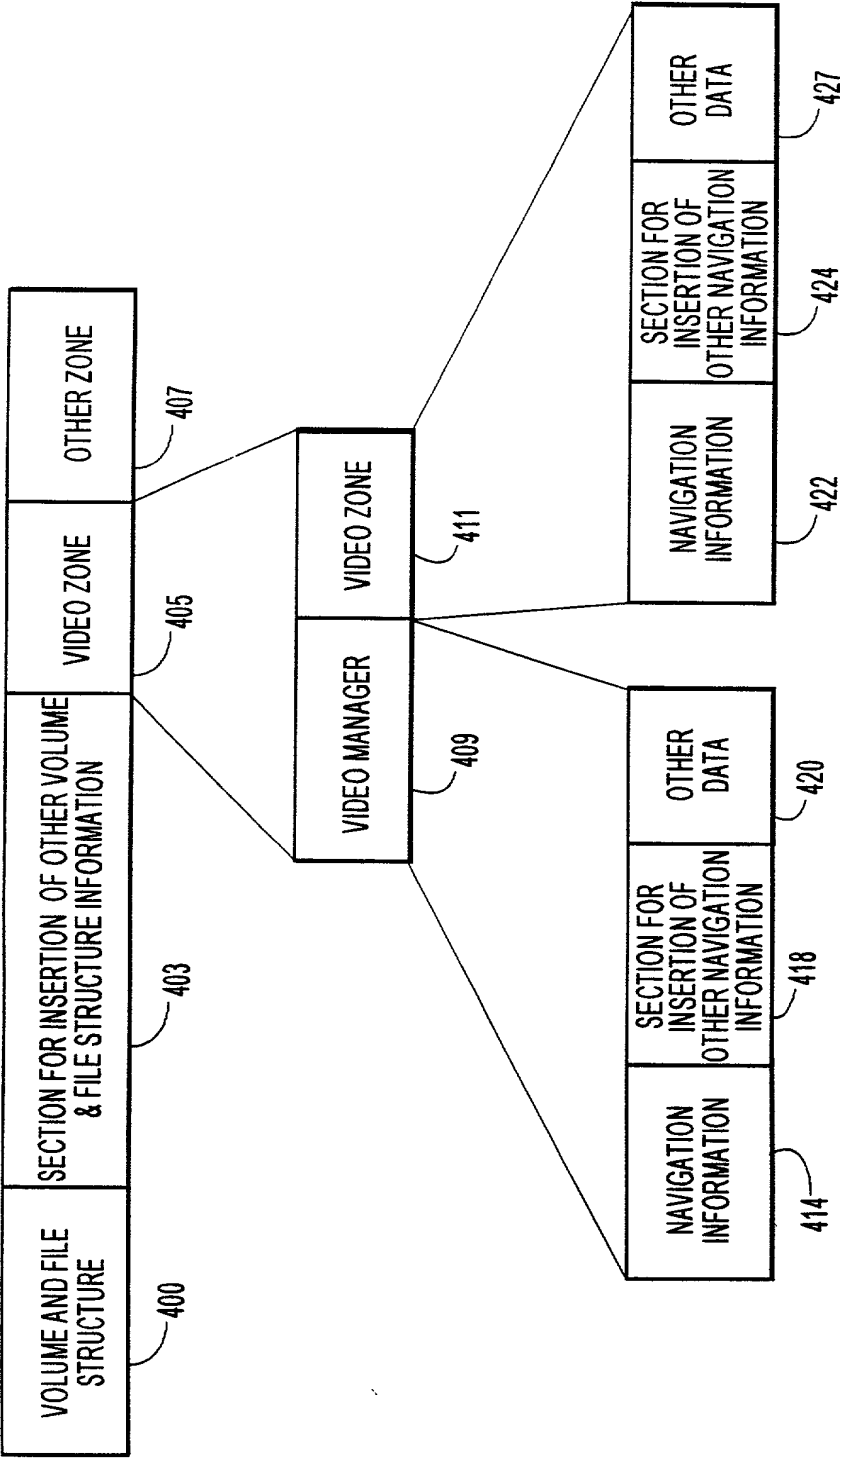 VOLUME AND FILE
STRUCTURE
400
SECTION FOR INSERTION OF OTHER VOLUME
& FILE STRUCTURE INFORMATION
403
VIDEO ZONE
405
OTHER ZONE
407
VIDEO MANAGER
409
VIDEO ZONE
411
NAVIGATION
INFORMATION
414
SECTION FOR
INSERTION OF
OTHER NAVIGATION
INFORMATION
418
OTHER
DATA
420
NAVIGATION
INFORMATION
422
SECTION FOR
INSERTION OF
OTHER NAVIGATION
INFORMATION
424
OTHER
DATA
427